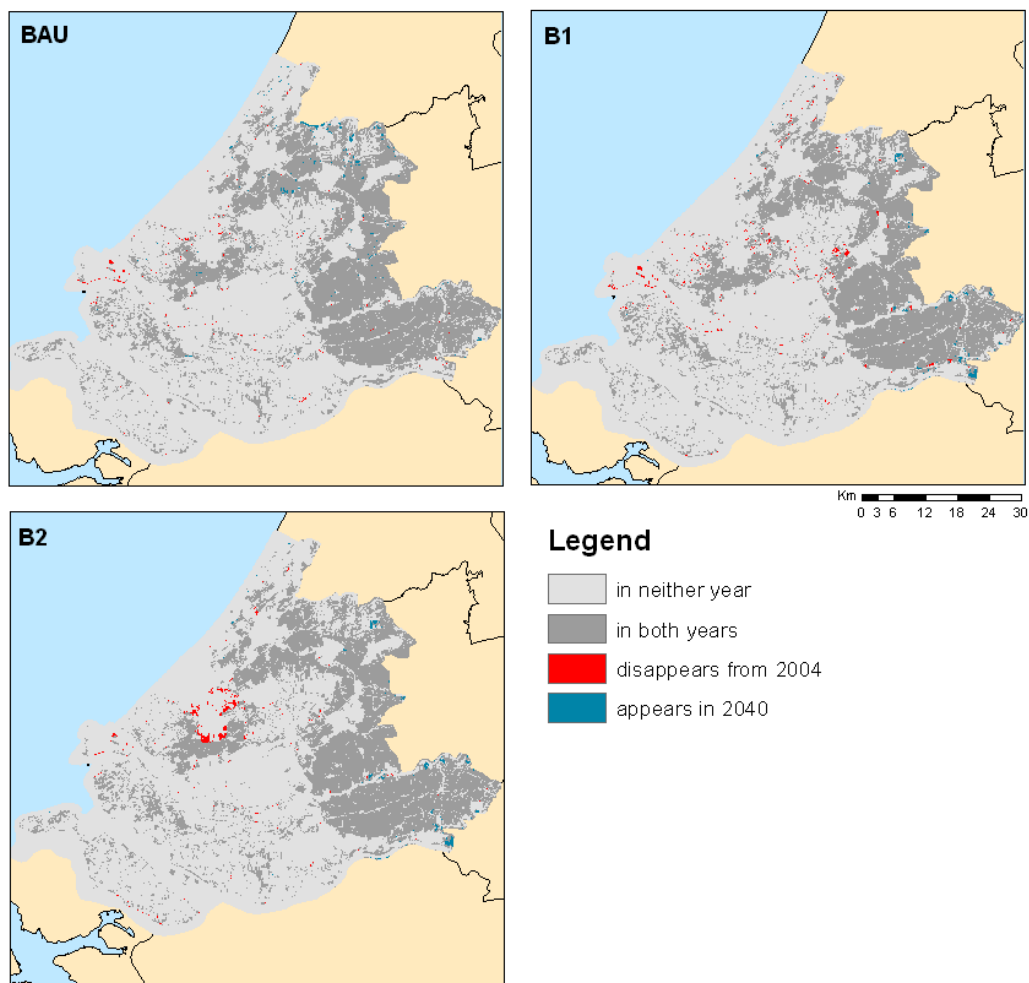 BAU
B1
Km
0 3 6 12 18 24 30
B2
Legend
in neither year
in both years
disappears from 2004
appears in 2040